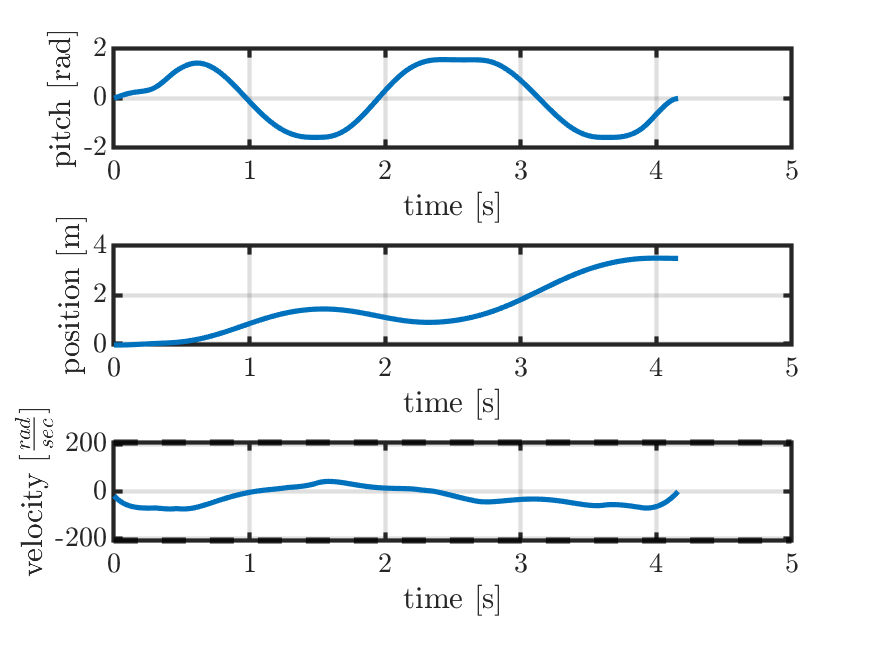 pitch [rad]
2
0
-2
0 1 2 3 4 5
time [s]
position [m]
4
2
0
0 1 2 3 4 5
time [s]
velocity [rad/sec]
200
0
-200
0 1 2 3 4 5
time [s]